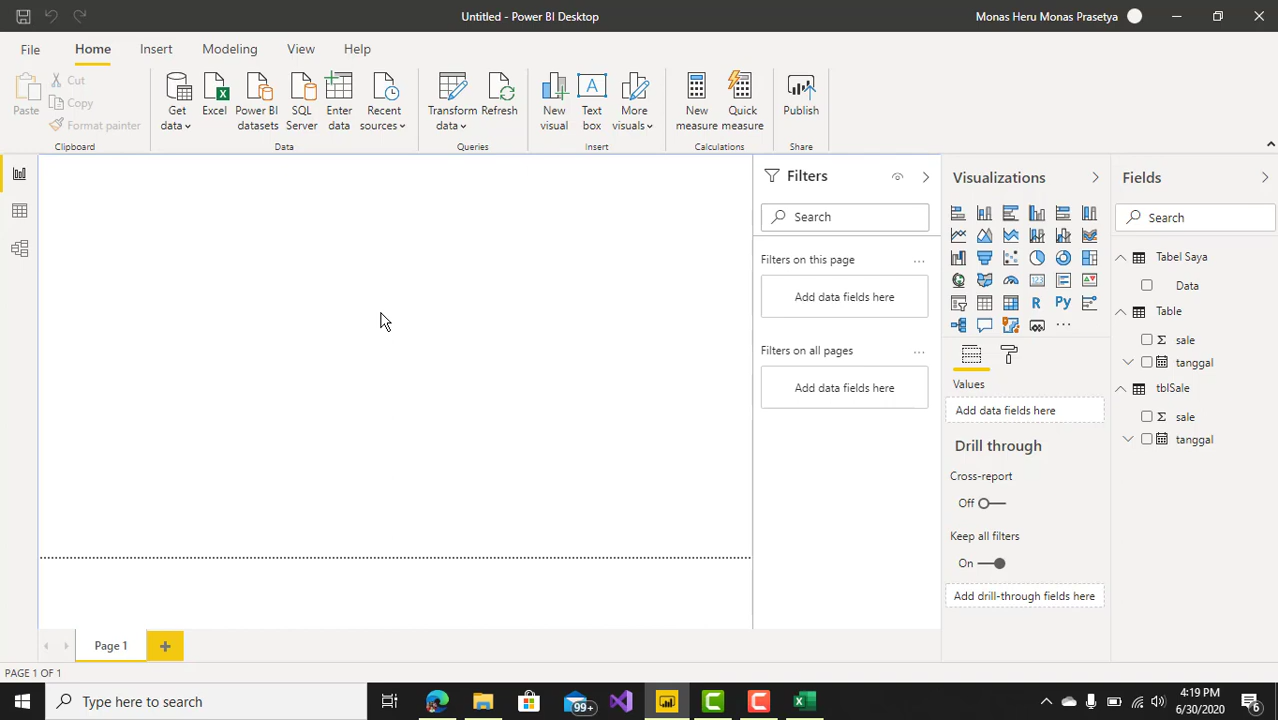 Untitled - Power BI Desktop
Monas Heru Monas Prasetya
File
Home
Insert
Modeling
View
Help
Paste
Cut
Copy
Format painter
Clipboard
Get
data
Excel
Power BI
datasets
SQL
Server
Enter
data
Recent
sources
Data
Transform
data
Refresh
Queries
New
visual
Text
box
More
visuals
Insert
New
measure
Quick
measure
Calculations
Publish
Share
Filters
Search
Filters on this page
...
Add data fields here
Filters on all pages
...
Add data fields here
Visualizations
R
Py
...
Values
Add data fields here
Drill through
Cross-report
Off
Keep all filters
On
Add drill-through fields here
Fields
Search
Tabel Saya
Data
Table
Σ sale
tanggal
tblSale
Σ sale
tanggal
Page 1
+
PAGE 1 OF 1
Type here to search
99+
4:19 PM
6/30/2020
6